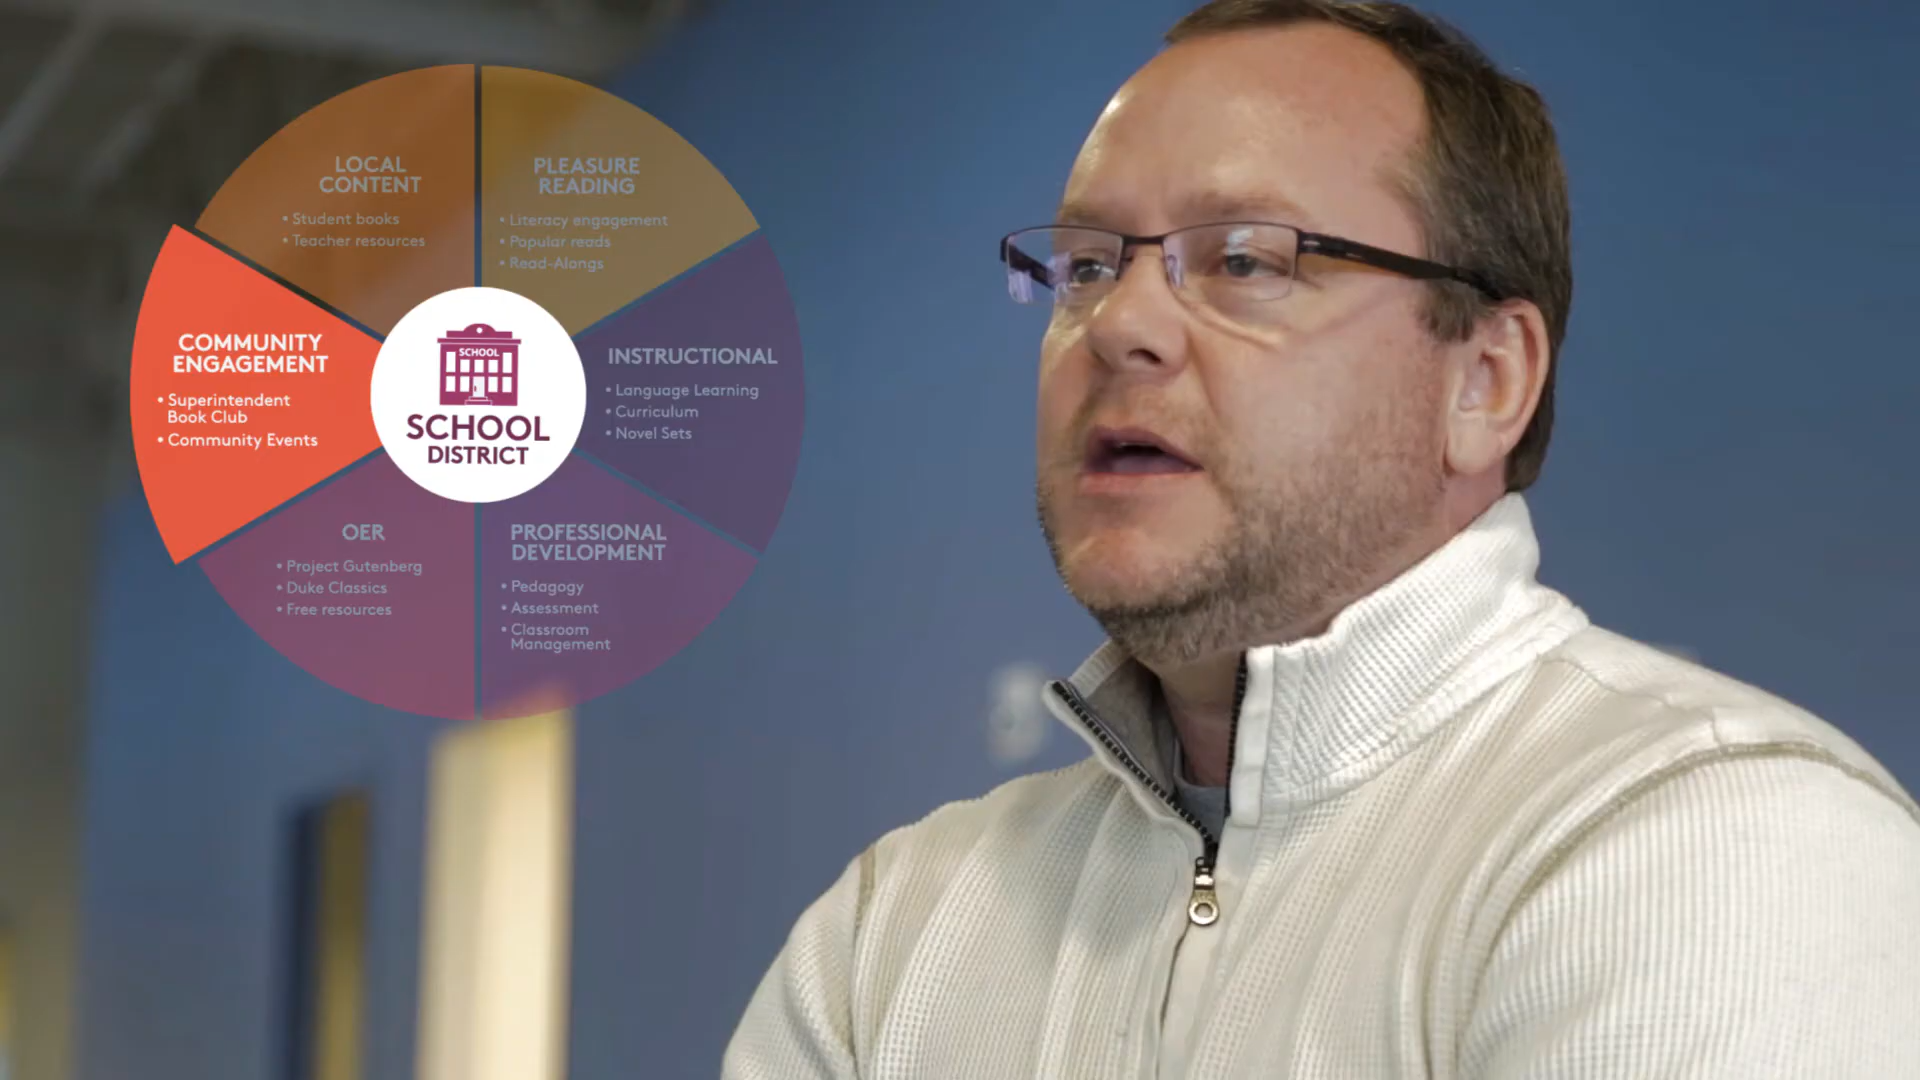 LOCAL
CONTENT
• Student books
• Teacher resources
PLEASURE
READING
• Literacy engagement
• Popular reads
• Read-Alongs
COMMUNITY
ENGAGEMENT
• Superintendent
Book Club
• Community Events
SCHOOL
SCHOOL
DISTRICT
INSTRUCTIONAL
• Language Learning
• Curriculum
• Novel Sets
OER
• Project Gutenberg
• Duke Classics
• Free resources
PROFESSIONAL
DEVELOPMENT
• Pedagogy
• Assessment
• Classroom
Management